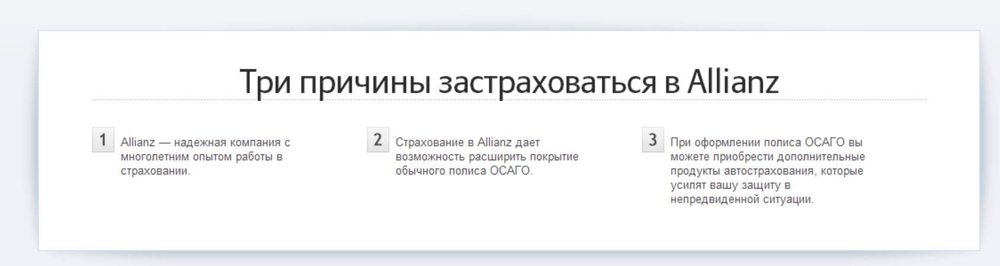 Три причины застраховаться в Allianz
1
Allianz — надежная компания с
многолетним опытом работы в
страховании.
2
Страхование в Allianz дает
возможность расширить покрытие
обычного полиса ОСАГО.
3
При оформлении полиса ОСАГО вы
можете приобрести дополнительные
продукты автострахования, которые
усилят вашу защиту в
непредвиденной ситуации.